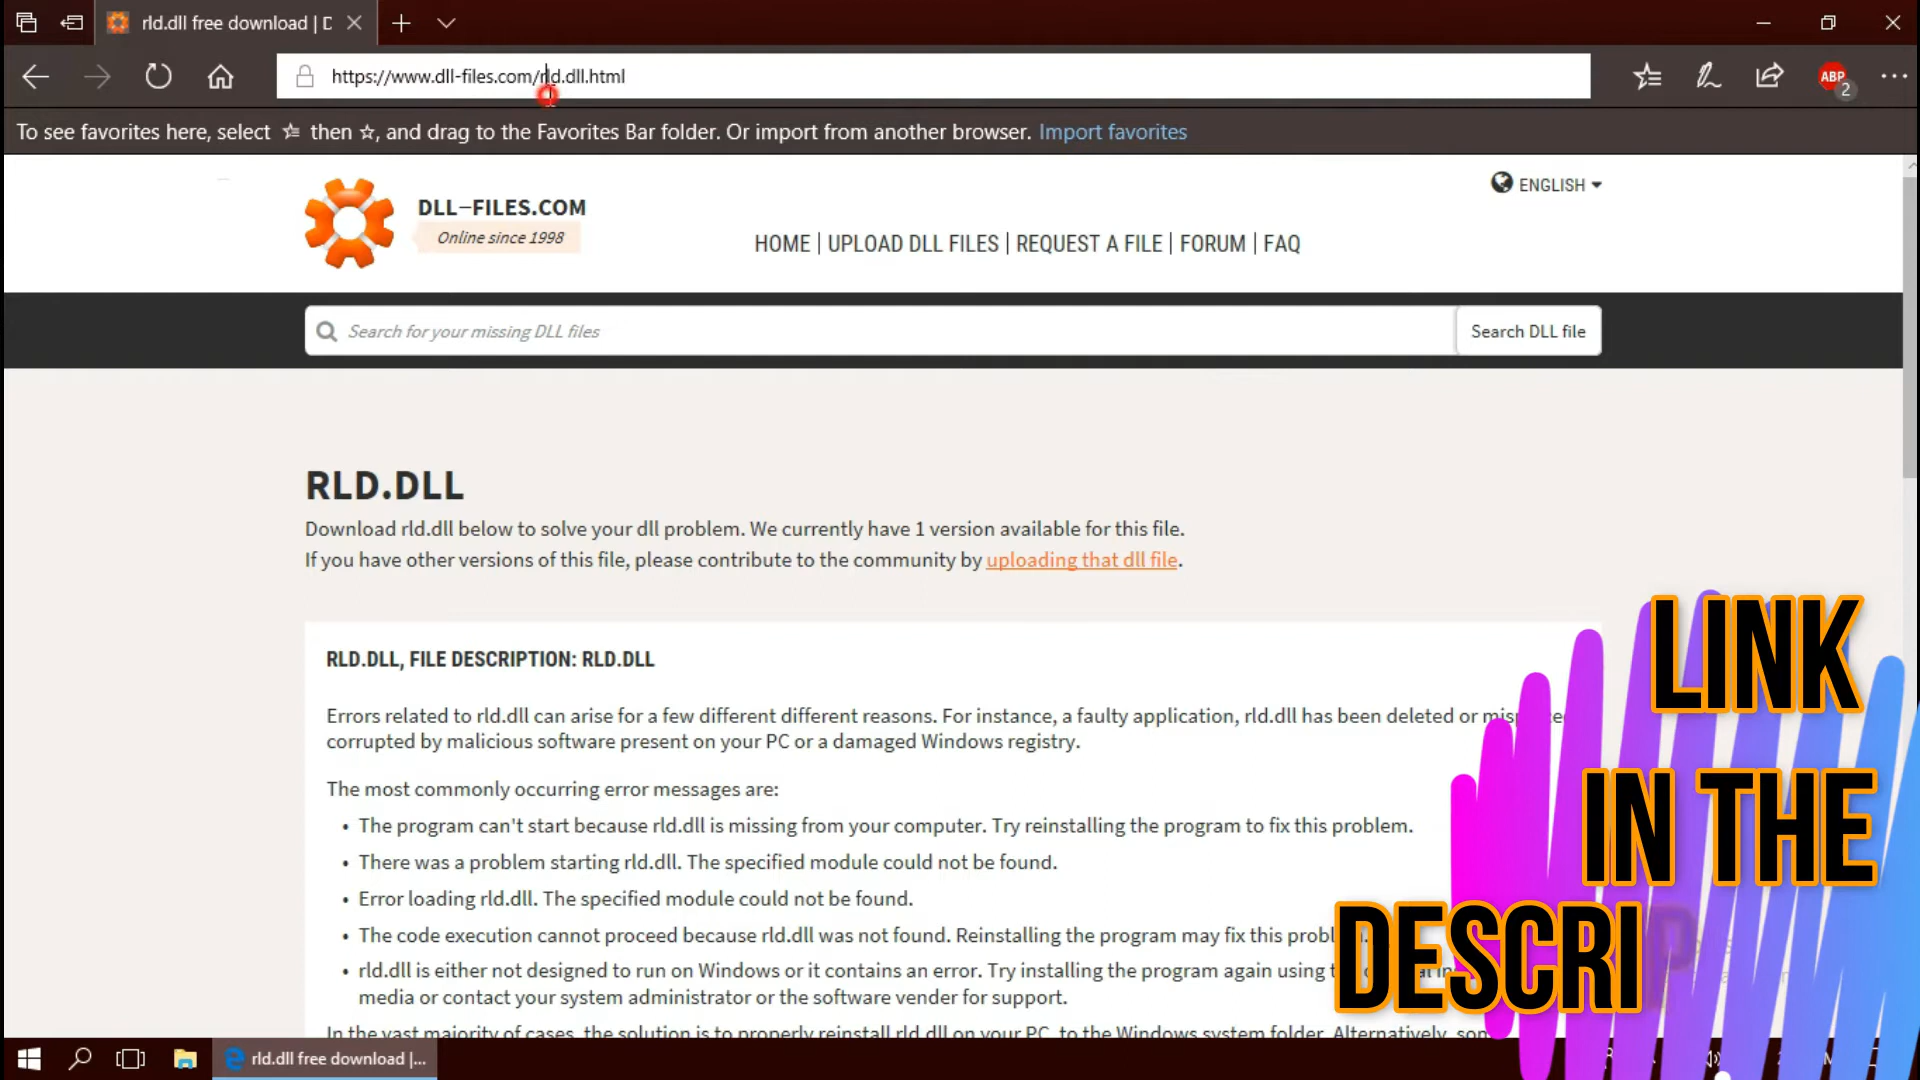 rld.dll free download | D
https://www.dll-files.com/rld.dll.html
ABP
2
To see favorites here, select then , and drag to the Favorites Bar folder. Or import from another browser. Import favorites
DLL-FILES.COM
Online since 1998
ENGLISH
HOME | UPLOAD DLL FILES | REQUEST A FILE | FORUM | FAQ
Search for your missing DLL files
Search DLL file
RLD.DLL
Download rld.dll below to solve your dll problem. We currently have 1 version available for this file.
If you have other versions of this file, please contribute to the community by uploading that dll file.
RLD.DLL, FILE DESCRIPTION: RLD.DLL
Errors related to rld.dll can arise for a few different different reasons. For instance, a faulty application, rld.dll has been deleted or
corrupted by malicious software present on your PC or a damaged Windows registry.
The most commonly occurring error messages are:
• The program can't start because rld.dll is missing from your computer. Try reinstalling the program to fix this problem.
• There was a problem starting rld.dll. The specified module could not be found.
• Error loading rld.dll. The specified module could not be found.
• The code execution cannot proceed because rld.dll was not found. Reinstalling the program may fix this
• rld.dll is either not designed to run on Windows or it contains an error. Try installing the program again using
media or contact your system administrator or the software vender for support.
In the vast majority of cases, the solution is to properly reinstall rld.dll on your PC, to the Windows system folder. Alternatively,
LINK
IN THE
DESCRIP
rld.dll free download |...